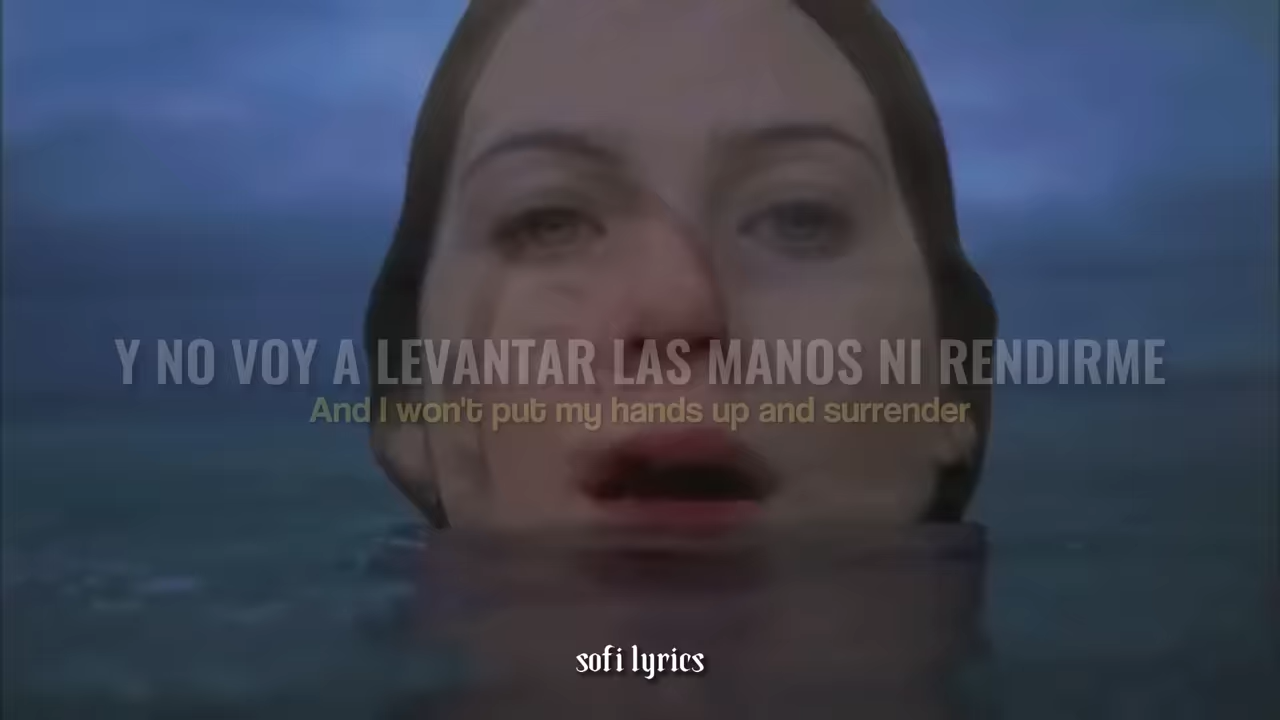 Y NO VOY A LEVANTAR LAS MANOS NI RENDIRME
And I won't put my hands up and surrender
sofi lyrics